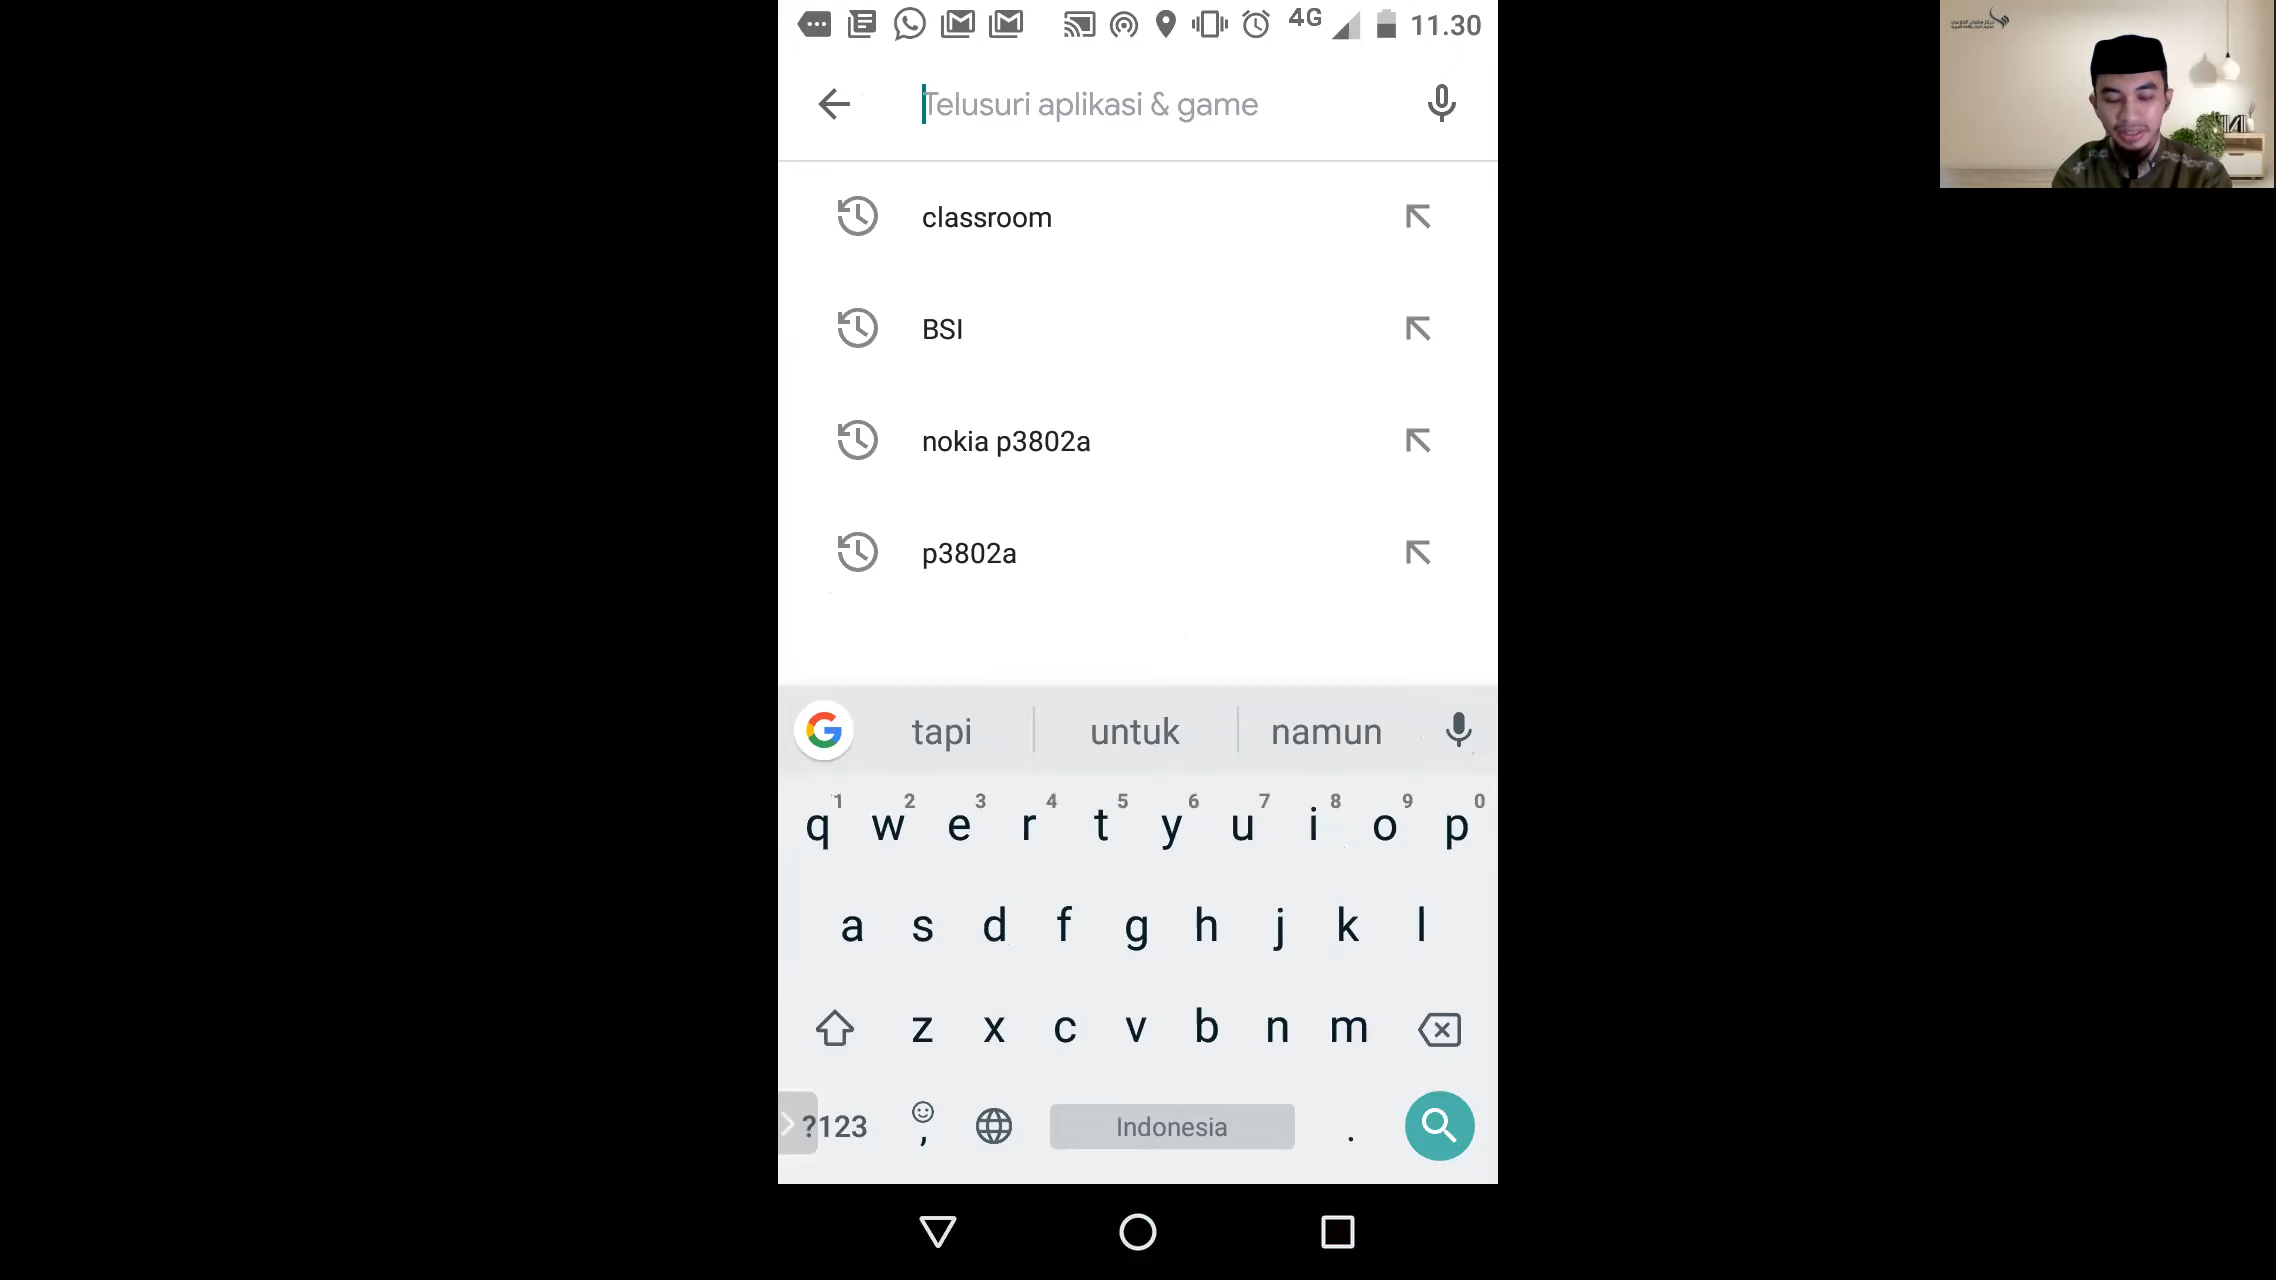 4G 11.30
Telusuri aplikasi & game
classroom
BSI
nokia p3802a
p3802a
tapi untuk namun
1 2 3 4 5 6 7 8 9 0
q w e r t y u i o p
a s d f g h j k l
z x c v b n m
?123 , Indonesia .